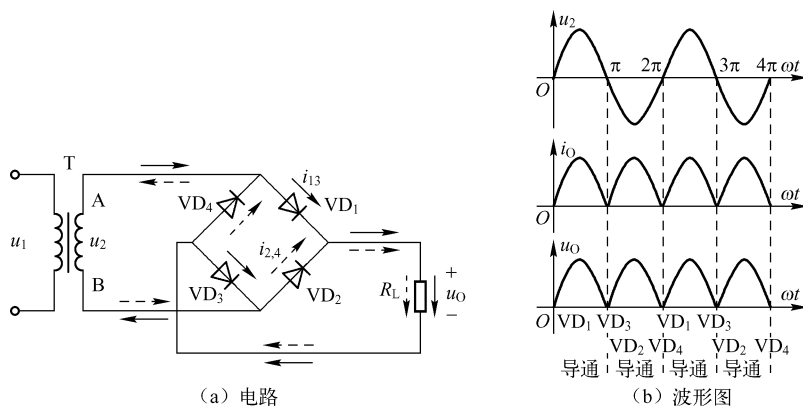 T
A
B
u1
u2
VD4
i13
VD1
VD3
i2,4
VD2
RL
+
uO
−
（a）电路
u2
O
π
2π
3π
4π
ωt
iO
O
ωt
uO
O
ωt
VD1 VD3 VD1 VD3
VD2 VD4 VD2 VD4
导通 导通 导通 导通
（b）波形图